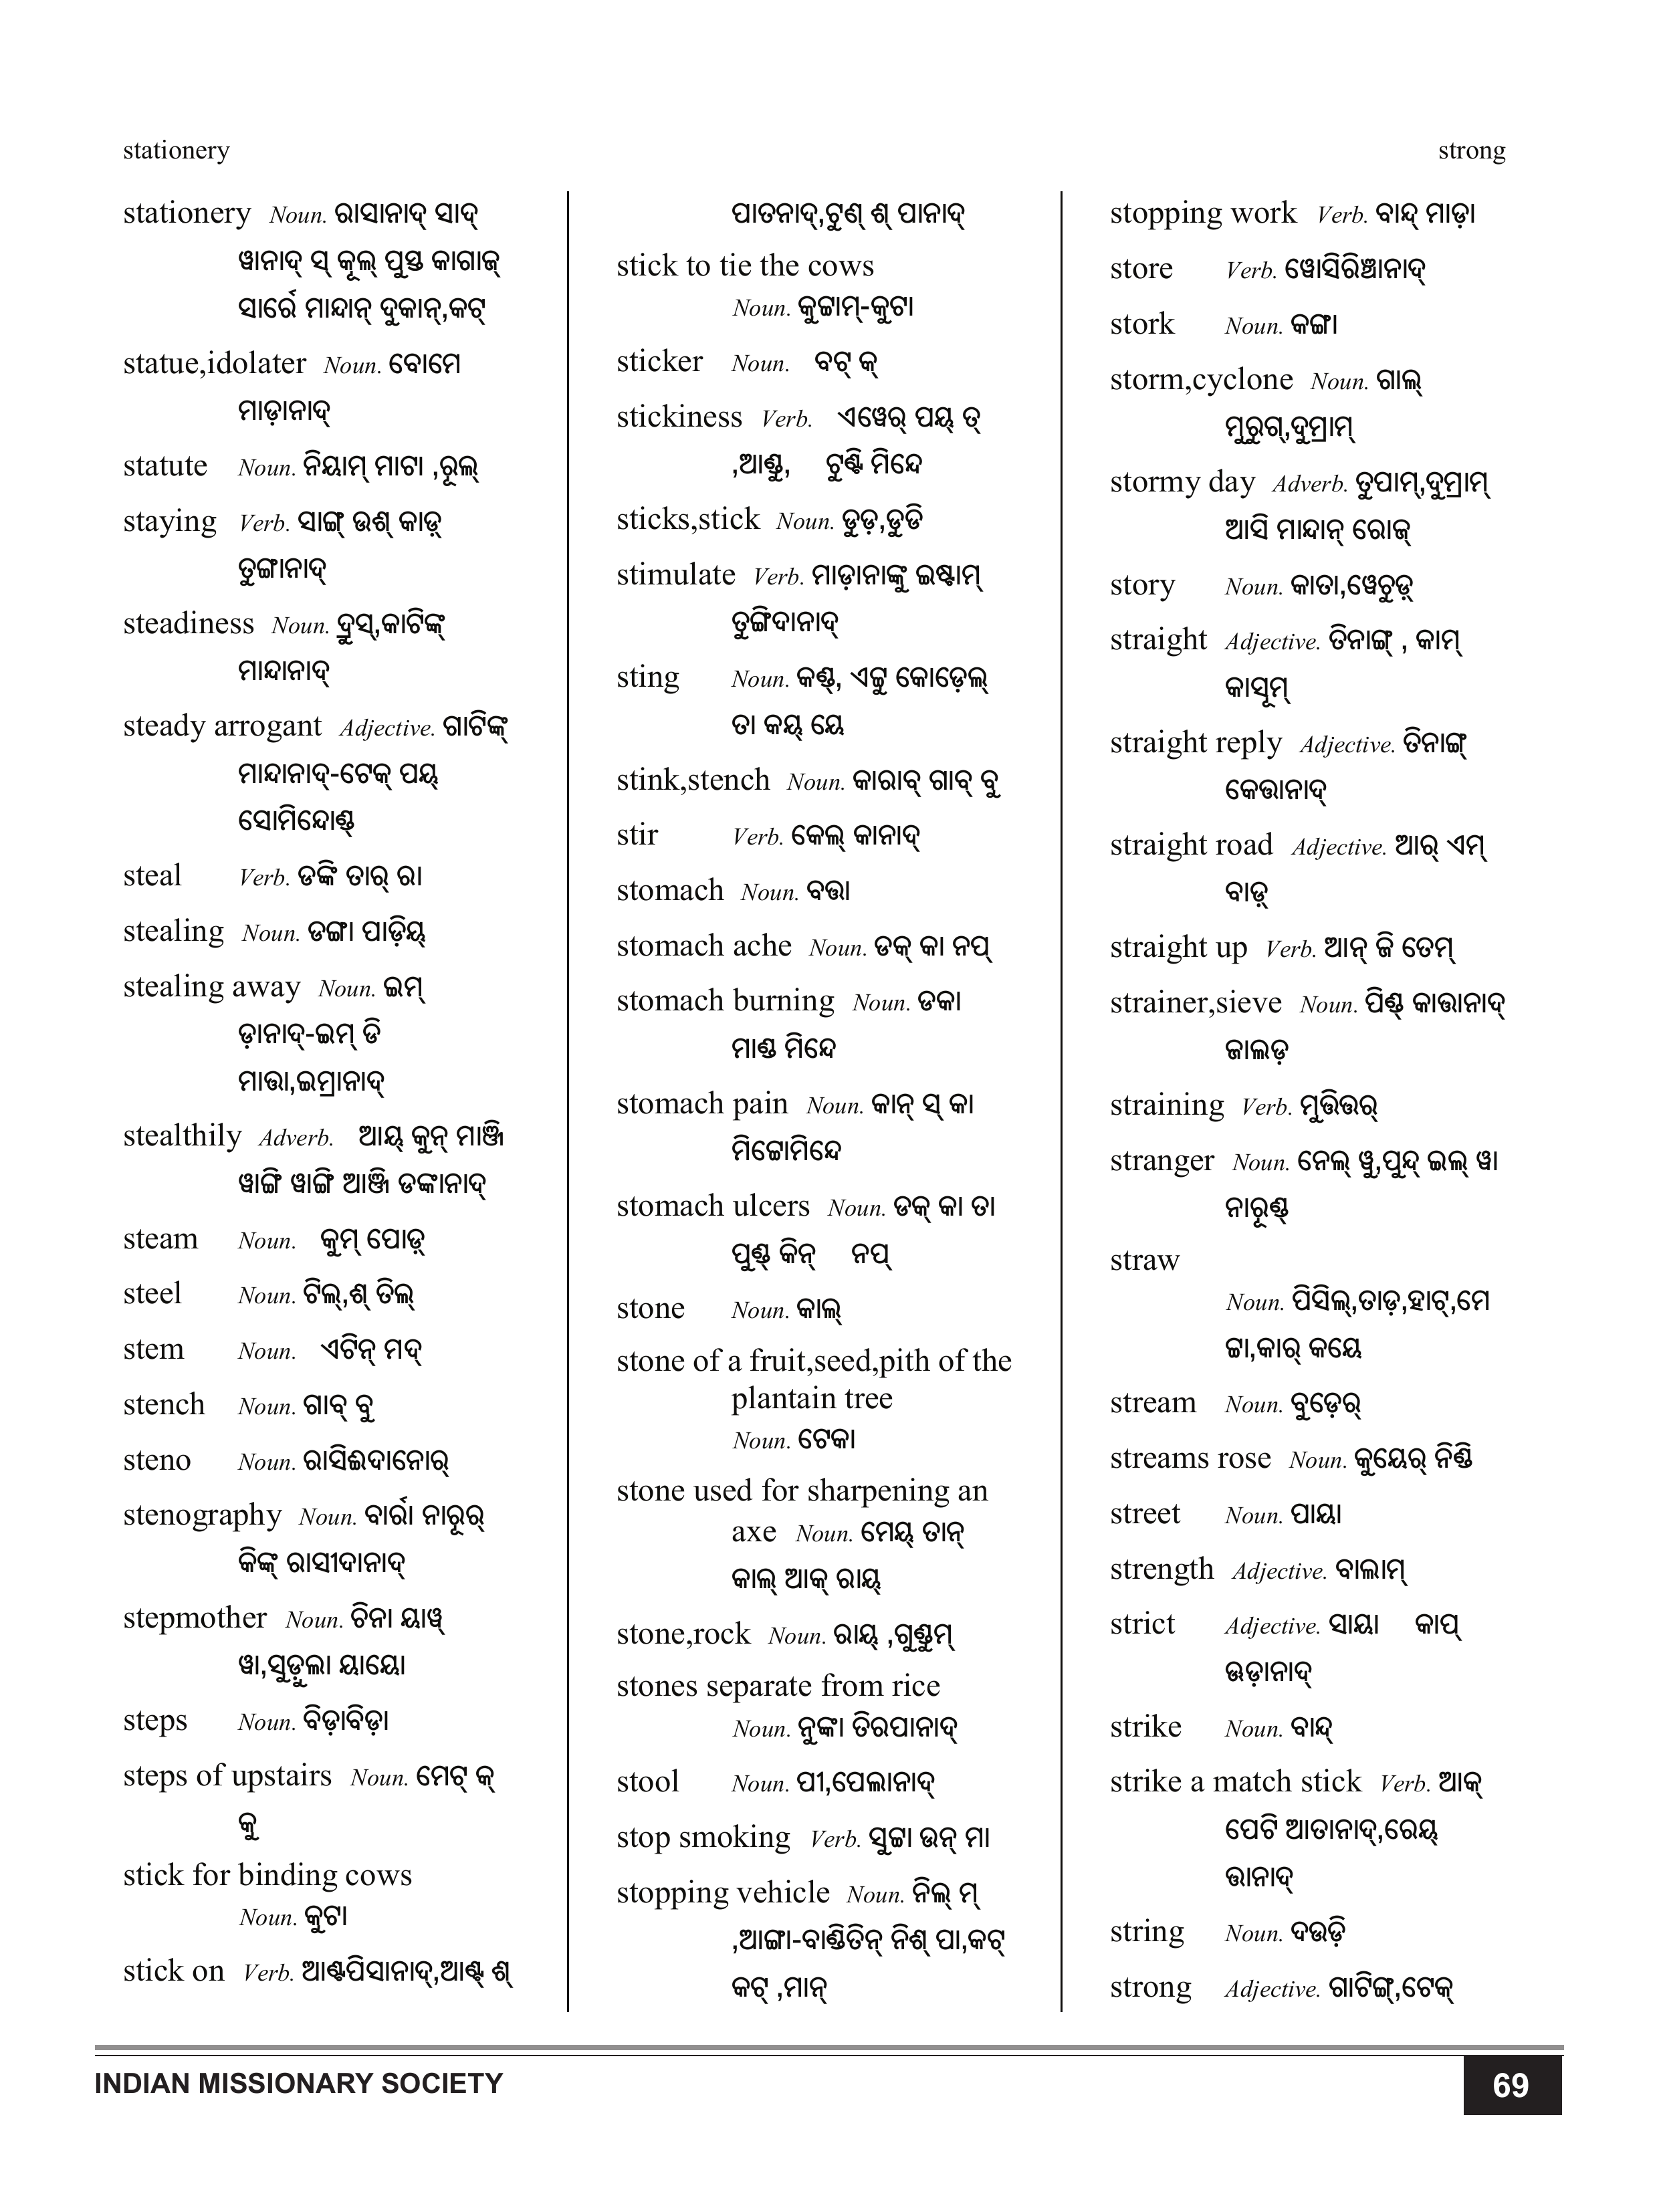 stationery
strong
stationery Noun. ରାସାନାଦ୍ ସାଦ୍
ୱାନାଦ୍ ସ୍ କୂଲ୍ ପୁସ୍ତ କାଗାଜ୍
ସାର୍ରେ ମାନ୍ଦାନ୍ ଦୁକାନ୍,କଟ୍
statue,idolater Noun. ବୋମେ
ମାଡ଼ାନାଦ୍
statute Noun. ନିୟାମ୍ ମାଟା ,ରୂଲ୍
staying Verb. ସାଙ୍ଗ୍ ଉଶ୍ କାଡ଼୍
ତୁଙ୍ଗାନାଦ୍
steadiness Noun. ଦ୍ରୁସ୍,କାଟିଙ୍କ୍
ମାନ୍ଦାନାଦ୍
steady arrogant Adjective. ଗାଟିଙ୍କ୍
ମାନ୍ଦାନାଦ୍-ଟେକ୍ ପୟ୍
ସୋମିନ୍ଦୋଣ୍ଡ୍
steal Verb. ଡଙ୍କି ତାର୍ ରା
stealing Noun. ଡଙ୍ଗା ପାଡ଼ିୟ୍
stealing away Noun. ଇମ୍
ଡ଼ାନାଦ୍-ଇମ୍ ଡି
ମାତ୍ତା,ଇମ୍ରାନାଦ୍
stealthily Adverb. ଆୟ୍ କୁନ୍ ମାଞ୍ଜି
ୱାଙ୍ଗି ୱାଙ୍ଗି ଆଞ୍ଜି ଡଙ୍କାନାଦ୍
steam Noun. କୁମ୍ ପୋଡ଼୍
steel Noun. ଟିଲ୍,ଶ୍ ତିଲ୍
stem Noun. ଏଟିନ୍ ମଦ୍
stench Noun. ଗାବ୍ ବୁ
steno Noun. ରାସିଈଦାନୋର୍
stenography Noun. ବାର୍ରା ନାରୂର୍
କିଙ୍କ୍ ରାସୀଦାନାଦ୍
stepmother Noun. ଚିନା ୟାୱ୍
ୱା,ସୁଡ଼ୁଲା ୟାୟୋ
steps Noun. ବିଡ଼ାବିଡ଼ା
steps of upstairs Noun. ମେଟ୍ କ୍
କୁ
stick for binding cows
Noun. କୁଟା
stick on Verb. ଆଣ୍ଟପିସାନାଦ୍,ଆଣ୍ଟ୍ ଶ୍
ପାତନାଦ୍,ଟୁଣ୍ ଶ୍ ପାନାଦ୍
stick to tie the cows
Noun. କୁଟ୍ଟାମ୍-କୁଟା
sticker Noun. ବଟ୍ କ୍
stickiness Verb. ଏୱେର୍ ପୟ୍ ତ୍
,ଆଣ୍ଡୁ, ଟୁଣ୍ଟି ମିନ୍ଦେ
sticks,stick Noun. ଡୁଡ଼,ଡୁଡି
stimulate Verb. ମାଡ଼ାନାଙ୍କୁ ଇଷ୍ଟାମ୍
ତୁଙ୍ଗିଦାନାଦ୍
sting Noun. କଣ୍ଡ୍, ଏଟ୍ଟୁ କୋଡ଼େଲ୍
ତା କୟ୍ ୟେ
stink,stench Noun. କାରାବ୍ ଗାବ୍ ବୁ
stir Verb. କେଲ୍ କାନାଦ୍
stomach Noun. ବତ୍ତା
stomach ache Noun. ଡକ୍ କା ନପ୍
stomach burning Noun. ଡକା
ମାଣ୍ଡ ମିନ୍ଦେ
stomach pain Noun. କାନ୍ ସ୍ କା
ମିଟ୍ଟୋମିନ୍ଦେ
stomach ulcers Noun. ଡକ୍ କା ତା
ପୁଣ୍ଡ୍ କିନ୍ ନପ୍
stone Noun. କାଲ୍
stone of a fruit,seed,pith of the
plantain tree
Noun. ଟେକା
stone used for sharpening an
axe Noun. ମେୟ୍ ତାନ୍
କାଲ୍ ଆକ୍ ରାୟ୍
stone,rock Noun. ରାୟ୍ ,ଗୁଣ୍ଡୁମ୍
stones separate from rice
Noun. ନୁଙ୍କା ତିରପାନାଦ୍
stool Noun. ପୀ,ପେଲାନାଦ୍
stop smoking Verb. ସୁଟ୍ଟା ଉନ୍ ମା
stopping vehicle Noun. ନିଲ୍ ମ୍
,ଆଙ୍ଗା-ବାଣ୍ଡିତିନ୍ ନିଶ୍ ପା,କଟ୍
କଟ୍ ,ମାନ୍
stopping work Verb. ବାନ୍ଦ୍ ମାଡ଼ା
store Verb. ୱୋସିରିଞ୍ଚାନାଦ୍
stork Noun. କଙ୍ଗା
storm,cyclone Noun. ଗାଲ୍
ମୁରୁଗ୍,ଦୁମ୍ରାମ୍
stormy day Adverb. ତୁପାମ୍,ଦୁମ୍ରାମ୍
ଆସି ମାନ୍ଦାନ୍ ରୋଜ୍
story Noun. କାତା,ୱେଚୁଡ଼୍
straight Adjective. ତିନାଙ୍ଗ୍ , କାମ୍
କାସୂମ୍
straight reply Adjective. ତିନାଙ୍ଗ୍
କେତ୍ତାନାଦ୍
straight road Adjective. ଆର୍ ଏମ୍
ବାଡ଼୍
straight up Verb. ଆନ୍ ଜି ତେମ୍
strainer,sieve Noun. ପିଣ୍ଡ୍ କାତ୍ତାନାଦ୍
ଜାଲଡ଼
straining Verb. ମୁତ୍ତିତ୍ତର୍
stranger Noun. ନେଲ୍ ୱୁ,ପୁନ୍ଦ୍ ଇଲ୍ ୱା
ନାରୂଣ୍ଡ୍
straw
Noun. ପିସିଲ୍,ତାଡ଼,ହାଟ୍,ମେ
ଟ୍ଟା,କାର୍ କୟେ
stream Noun. ବୁଡ଼େର୍
streams rose Noun. କୁୟେର୍ ନିଣ୍ଡି
street Noun. ପାୟା
strength Adjective. ବାଲାମ୍
strict Adjective. ସାୟା କାପ୍
ଊଡ଼ାନାଦ୍
strike Noun. ବାନ୍ଦ୍
strike a match stick Verb. ଆକ୍
ପେଟି ଆତାନାଦ୍,ରେୟ୍
ତ୍ତାନାଦ୍
string Noun. ଦଉଡ଼ି
strong Adjective. ଗାଟିଙ୍ଗ୍,ଟେକ୍
INDIAN MISSIONARY SOCIETY
69